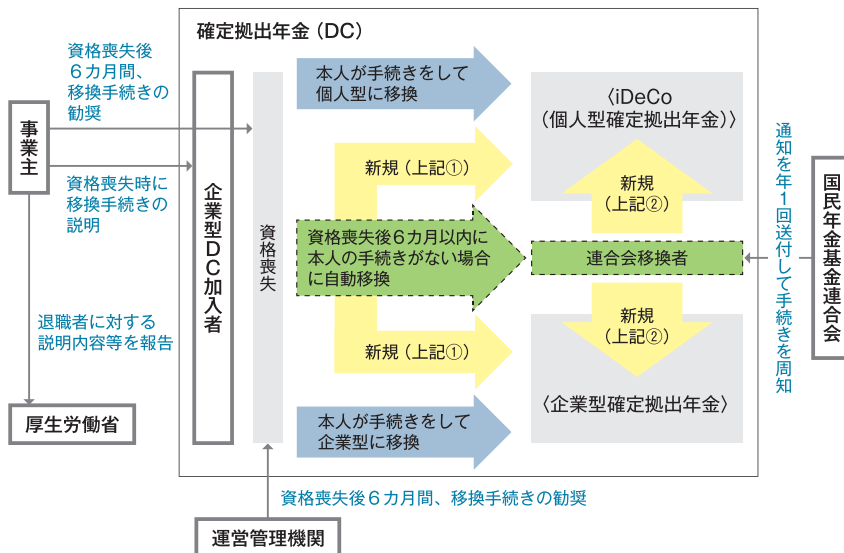 確定拠出年金（DC）
資格喪失後
6カ月間、
移換手続きの
勧奨
事業主
資格喪失時に
移換手続きの
説明
退職者に対する
説明内容等を報告
厚生労働省
企業型DC加入者
資格喪失
本人が手続きをして
個人型に移換
新規（上記①）
資格喪失後6カ月以内に
本人の手続きがない場合
に自動移換
新規（上記①）
本人が手続きをして
企業型に移換
〈iDeCo
（個人型確定拠出年金）〉
新規
（上記②）
連合会移換者
新規
（上記②）
〈企業型確定拠出年金〉
通知を年1回送付して手続きを周知
国民年金基金連合会
資格喪失後6カ月間、移換手続きの勧奨
運営管理機関